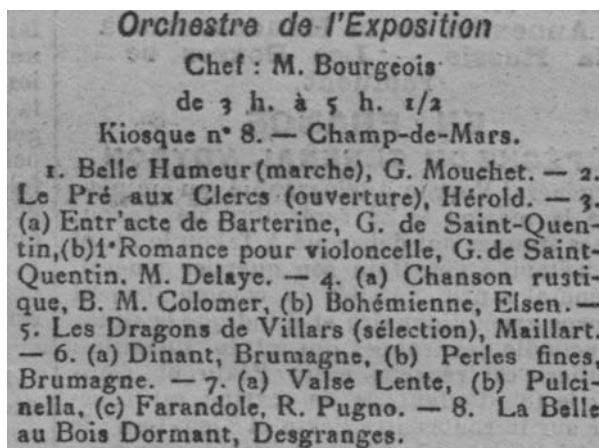 Orchestre de l'Exposition
Chef : M. Bourgeois
de 3 h. à 5 h. 1/2
Kiosque n° 8. — Champ-de-Mars.
1. Belle Humeur (marche), G. Mouchet. — 2.
Le Pré aux Clercs (ouverture), Hérold. — 3.
(a) Entr'acte de Barterine, G. de Saint-Quen-
tin,(b)1° Romance pour violoncelle, G. de Saint-
Quentin. M. Delaye. — 4. (a) Chanson rusti-
que, B. M. Colomer, (b) Bohémienne, Elsen. —
5. Les Dragons de Villars (sélection), Maillart.
— 6. (a) Dinant, Brumagne, (b) Perles fines,
Brumagne. — 7. (a) Valse Lente, (b) Pulci-
nella, (c) Farandole, R. Pugno. — 8. La Belle
au Bois Dormant, Desgranges.